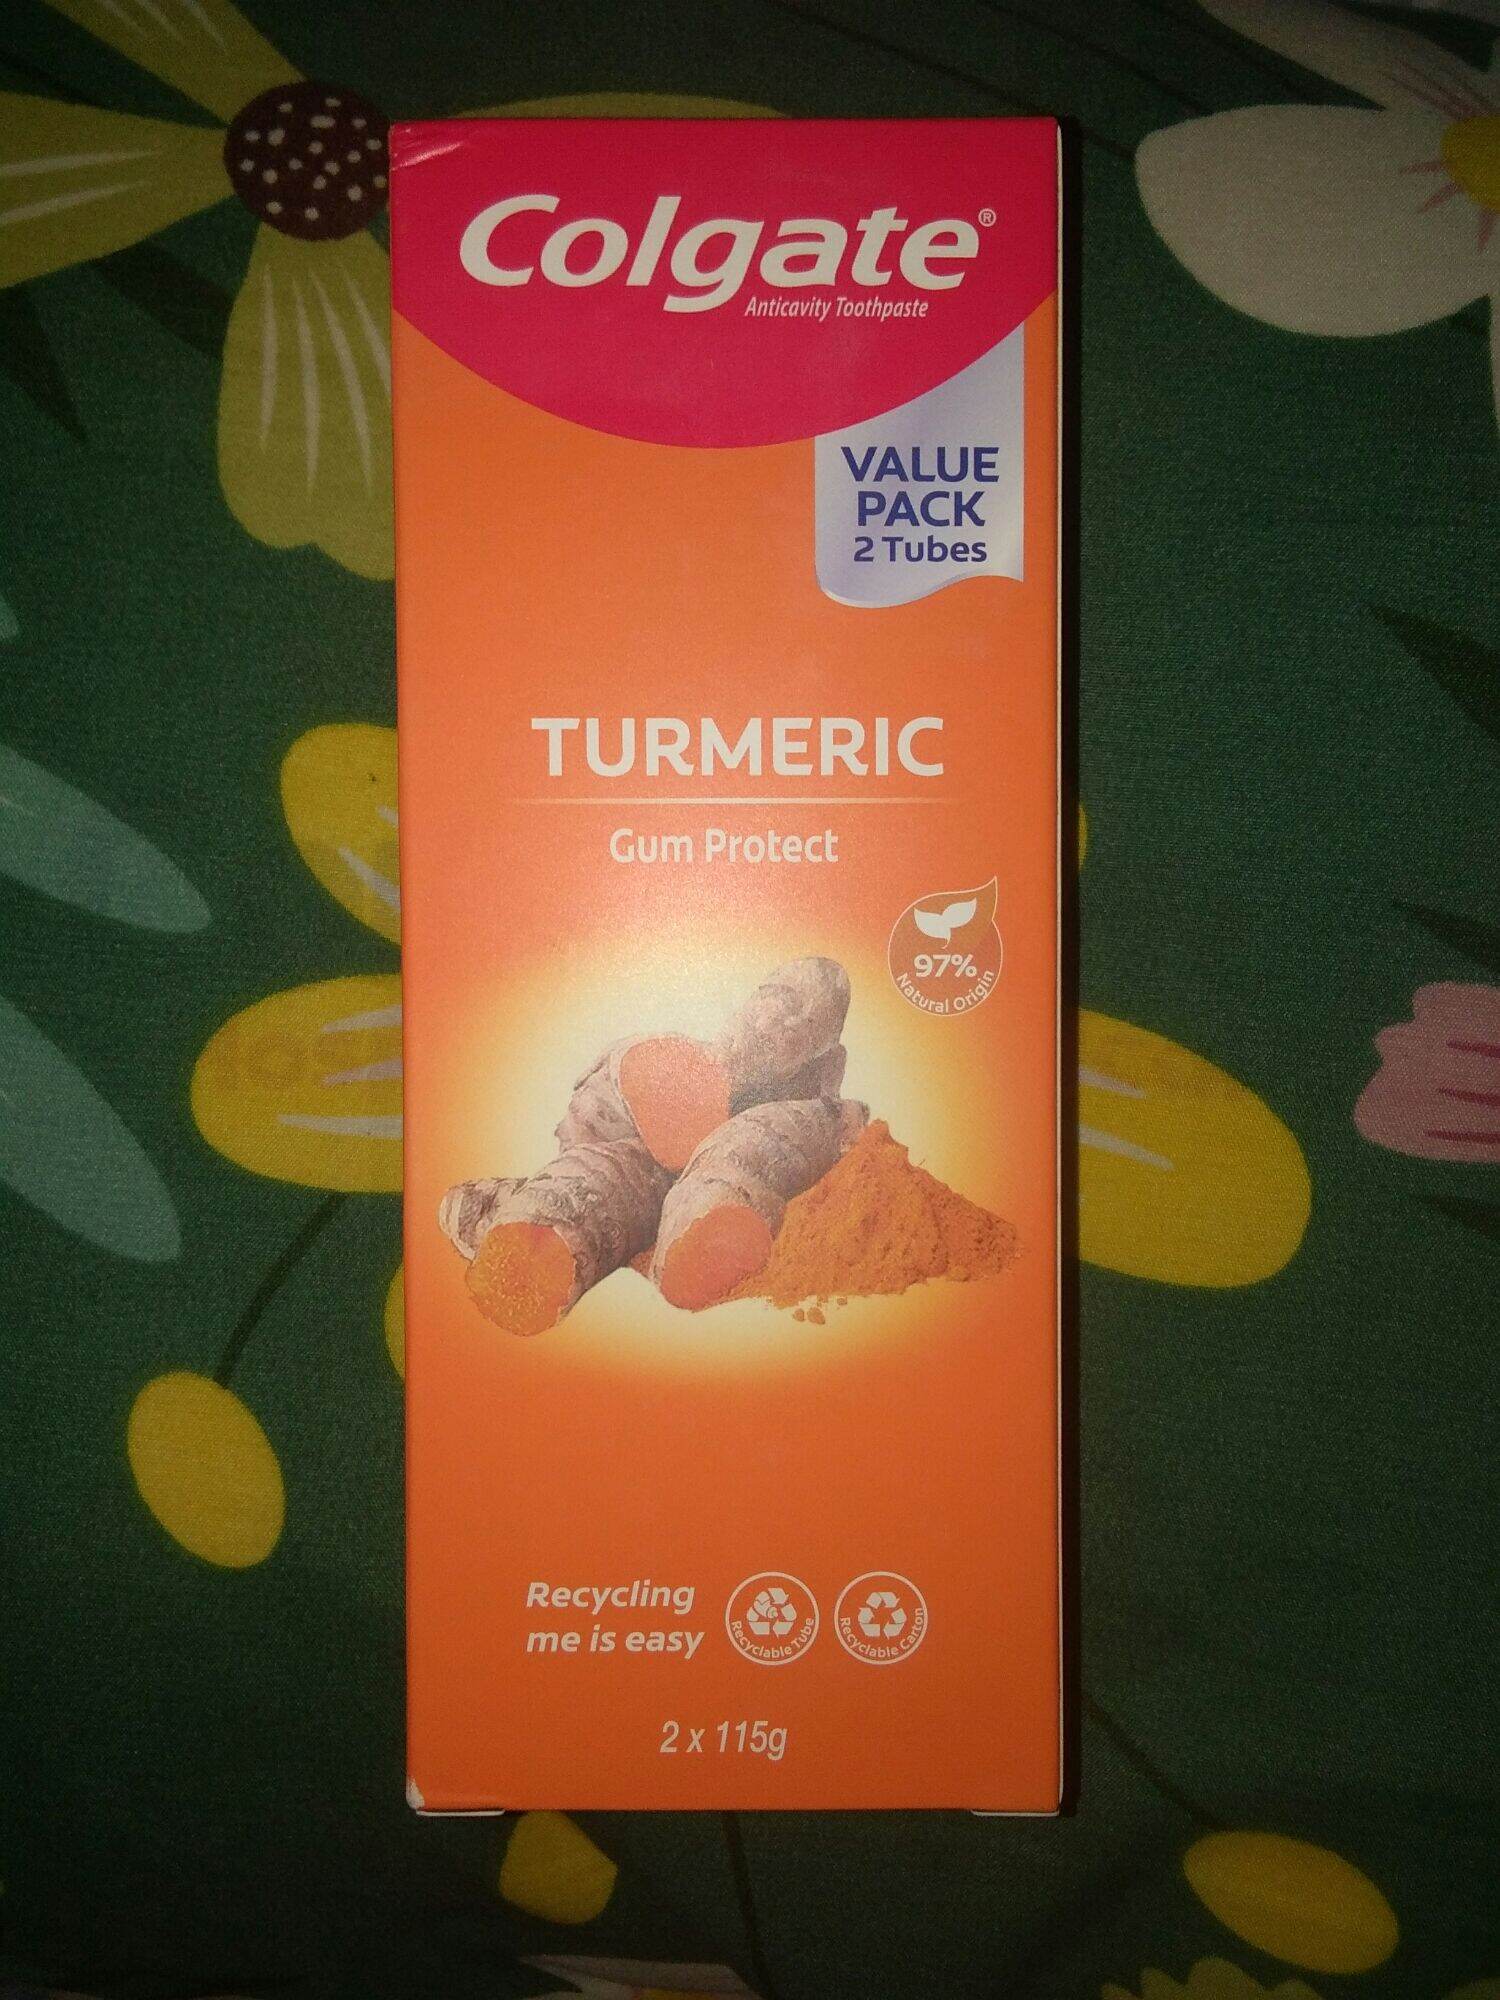 Colgate®
Anticavity Toothpaste
VALUE
PACK
2 Tubes
TURMERIC
Gum Protect
97%
Natural Origin
Recycling
me is easy
Recyclable Tube
Recyclable Carton
2 x 115g